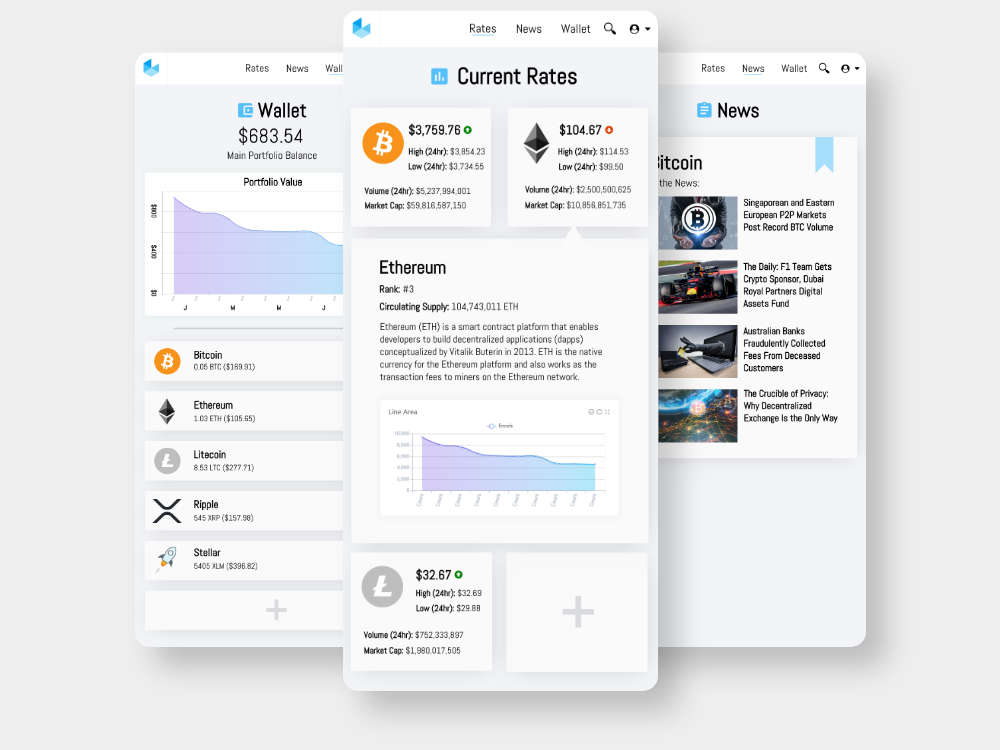 Rates News Wall
Wallet
$683.54
Main Portfolio Balance
Portfolio Value
$800
$400
$0
J M M J
Bitcoin
0.05 BTC ($169.91)
Ethereum
1.03 ETH ($105.65)
Litecoin
8.53 LTC ($277.71)
Ripple
545 XRP ($157.98)
Stellar
5405 XLM ($396.82)
Rates News Wallet
Current Rates
$3,759.76
High (24hr): $3,854.23
Low (24hr): $3,734.55
Volume (24hr): $5,237,994,001
Market Cap: $59,816,587,150
$104.67
High (24hr): $114.53
Low (24hr): $99.50
Volume (24hr): $2,500,500,625
Market Cap: $10,856,851,735
Ethereum
Rank: #3
Circulating Supply: 104,743,011 ETH
Ethereum (ETH) is a smart contract platform that enables
developers to build decentralized applications (dapps)
conceptualized by Vitalik Buterin in 2013. ETH is the native
currency for the Ethereum platform and also works as the
transaction fees to miners on the Ethereum network.
Line Area
10,000
8,000
6,000
4,000
2,000
0
$32.67
High (24hr): $32.69
Low (24hr): $29.88
Volume (24hr): $752,333,897
Market Cap: $1,980,017,505
Rates News Wallet
News
Bitcoin
the News:
Singaporean and Eastern
European P2P Markets
Post Record BTC Volume
The Daily: F1 Team Gets
Crypto Sponsor, Dubai
Royal Partners Digital
Assets Fund
Australian Banks
Fraudulently Collected
Fees From Deceased
Customers
The Crucible of Privacy:
Why Decentralized
Exchange Is the Only Way